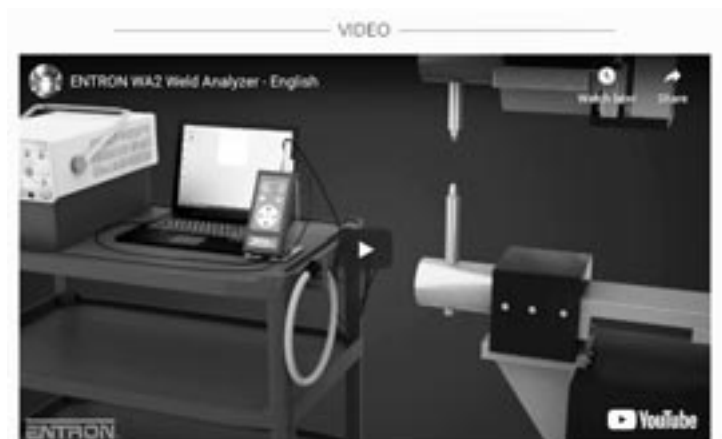 VIDEO
ENTRON WA2 Weld Analyzer - English
Watch later
Share
ENTRON
YouTube